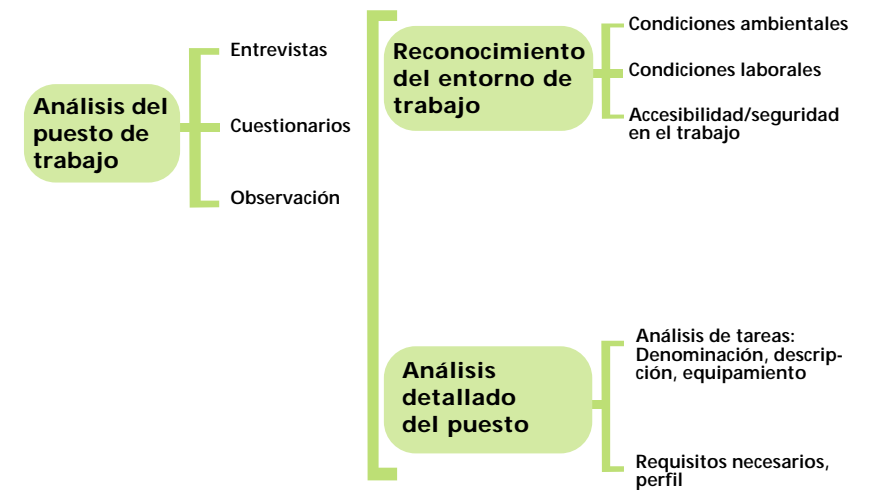 Análisis del
puesto de
trabajo
Entrevistas
Cuestionarios
Observación
Reconocimiento
del entorno de
trabajo
Condiciones ambientales
Condiciones laborales
Accesibilidad/seguridad
en el trabajo
Análisis
detallado
del puesto
Análisis de tareas:
Denominación, descrip-
ción, equipamiento
Requisitos necesarios,
perfil